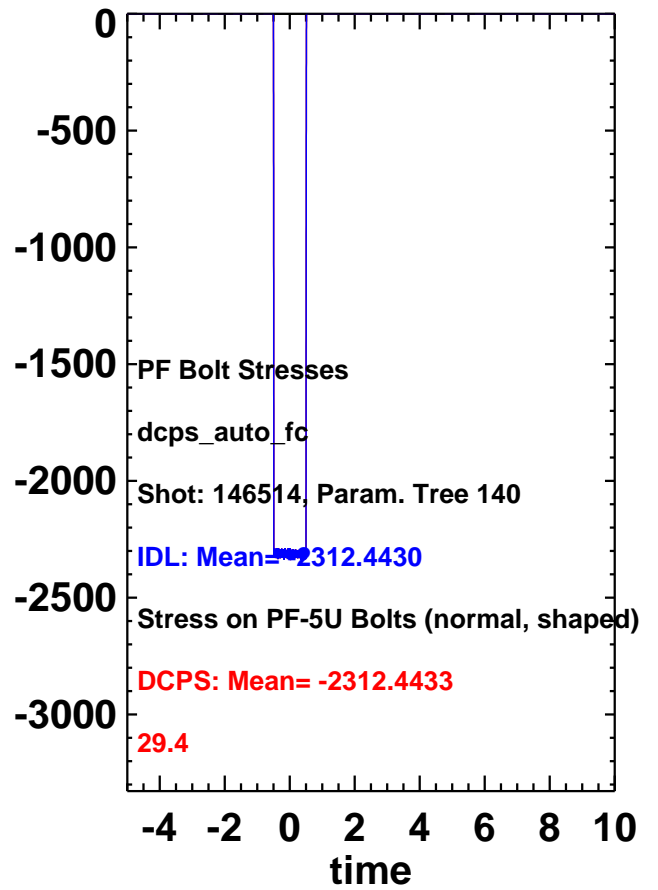 0
-500
-1000
-1500
PF Bolt Stresses
dcps_auto_fc
-2000
Shot: 146514, Param. Tree 140
IDL: Mean= -2312.4430
-2500
Stress on PF-5U Bolts (normal, shaped)
DCPS: Mean= -2312.4433
-3000
29.4
-4 -2 0 2 4 6 8 10
time